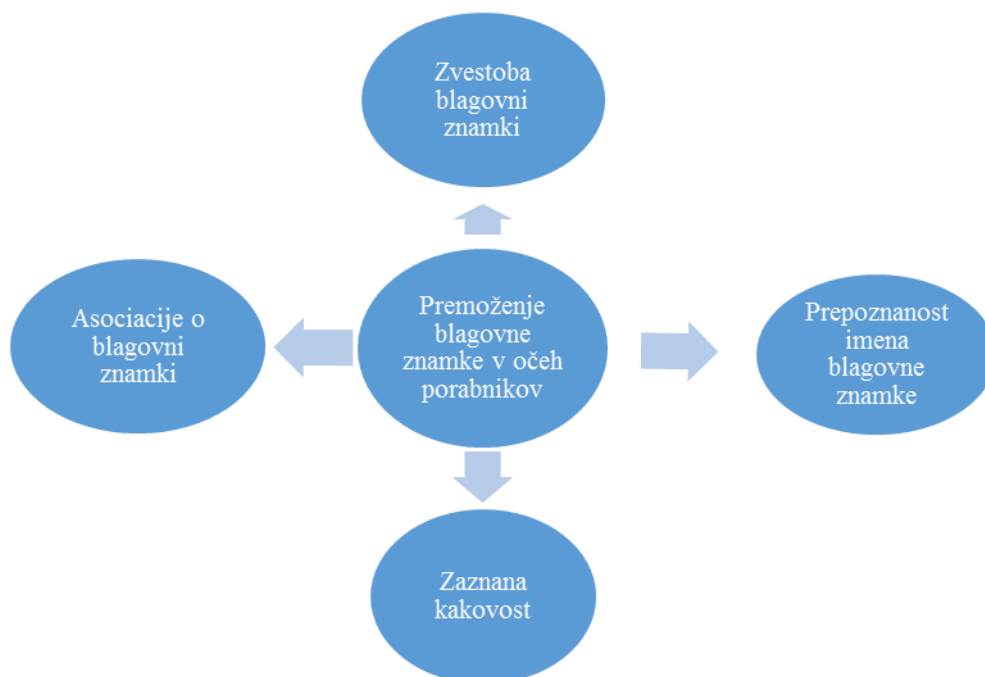 Zvestoba
blagovni
znamki
Asociacije o
blagovni
znamki
Premoženje
blagovne
znamke v očeh
porabnikov
Prepoznanost
imena
blagovne
znamke
Zaznana
kakovost